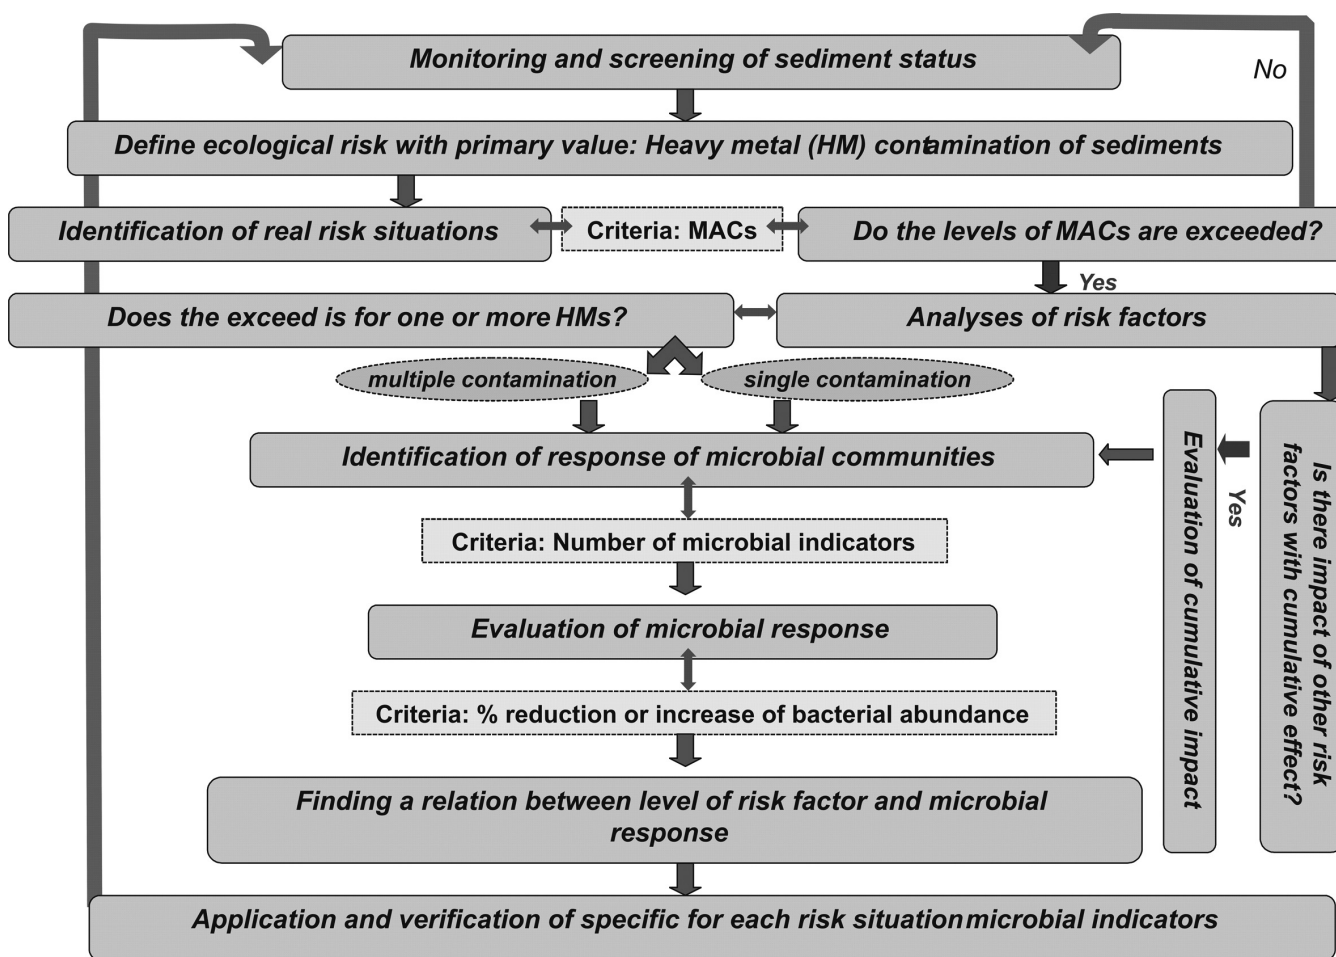 Monitoring and screening of sediment status
No
Define ecological risk with primary value: Heavy metal (HM) contamination of sediments
Identification of real risk situations
Criteria: MACs
Do the levels of MACs are exceeded?
Yes
Does the exceed is for one or more HMs?
Analyses of risk factors
multiple contamination
single contamination
Identification of response of microbial communities
Evaluation of cumulative impact
Yes
Is there impact of other risk
factors with cumulative effect?
Criteria: Number of microbial indicators
Evaluation of microbial response
Criteria: % reduction or increase of bacterial abundance
Finding a relation between level of risk factor and microbial
response
Application and verification of specific for each risk situation microbial indicators